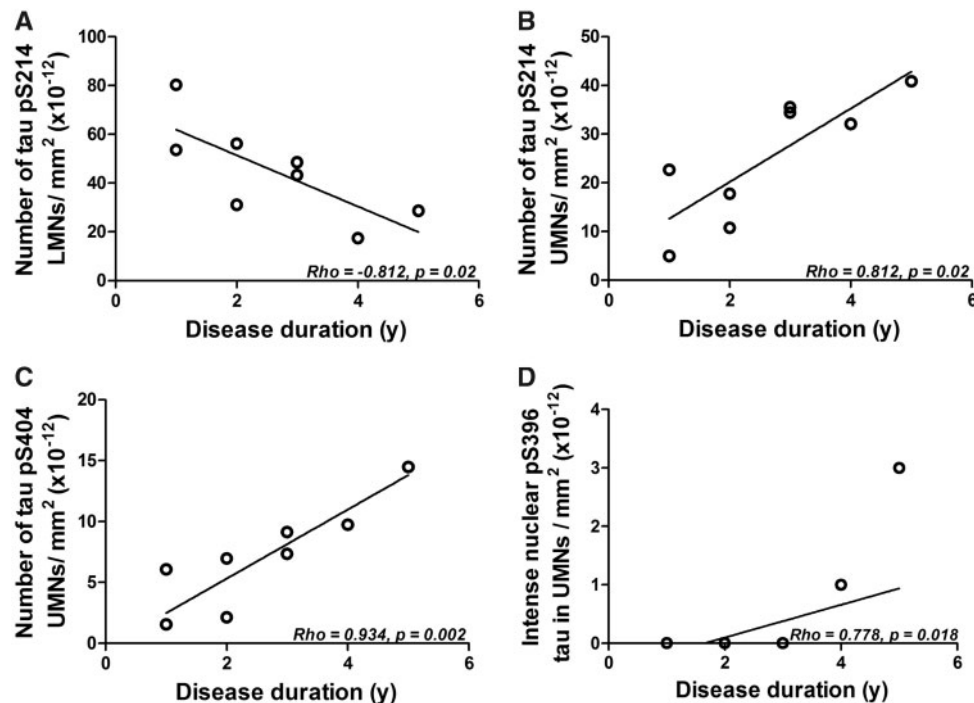 A
Number of tau pS214
LMNs/ mm² (x10⁻¹²)
100
80
60
40
20
0
Rho = -0.812, p = 0.02
0
2
4
6
Disease duration (y)
B
Number of tau pS214
UMNs/ mm² (x10⁻¹²)
50
40
30
20
10
0
Rho = 0.812, p = 0.02
0
2
4
6
Disease duration (y)
C
Number of tau pS404
UMNs/ mm² (x10⁻¹²)
20
15
10
5
0
Rho = 0.934, p = 0.002
0
2
4
6
Disease duration (y)
D
Intense nuclear pS396
tau in UMNs / mm² (x10⁻¹²)
4
3
2
1
0
Rho = 0.778, p = 0.018
0
2
4
6
Disease duration (y)